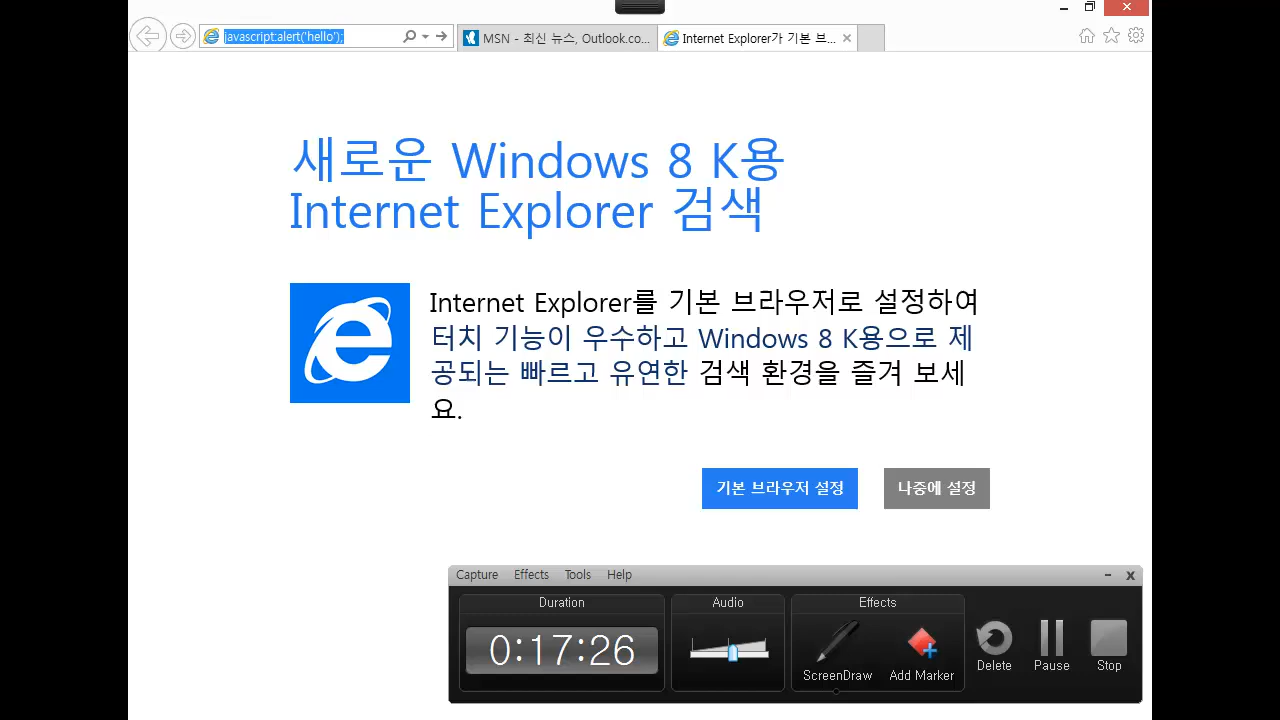 javascript:alert('hello');
MSN - 최신 뉴스, Outlook.co...
Internet Explorer가 기본 브...
새로운 Windows 8 K용
Internet Explorer 검색
Internet Explorer를 기본 브라우저로 설정하여
터치 기능이 우수하고 Windows 8 K용으로 제
공되는 빠르고 유연한 검색 환경을 즐겨 보세
요.
기본 브라우저 설정
나중에 설정
Capture Effects Tools Help
Duration
Audio
Effects
0:17:26
ScreenDraw
Add Marker
Delete
Pause
Stop